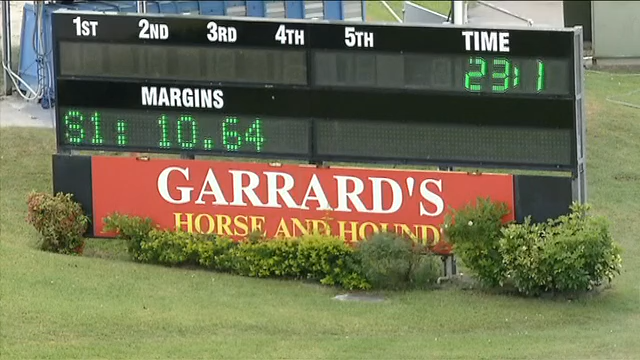 1ST 2ND 3RD 4TH 5TH TIME
23:1
MARGINS
S1: 10.64
GARRARD'S
HORSE AND HOUND